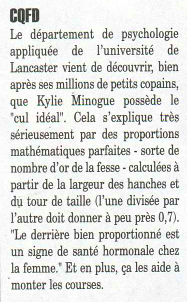 CQFD
Le département de psychologie
appliquée de l'université de
Lancaster vient de découvrir, bien
après ses millions de petits copains,
que Kylie Minogue possède le
"cul idéal". Cela s'explique très
sérieusement par des proportions
mathématiques parfaites - sorte de
nombre d'or de la fesse - calculées à
partir de la largeur des hanches et
du tour de taille (l'une divisée par
l'autre doit donner à peu près 0,7).
"Le derrière bien proportionné est
un signe de santé hormonale chez
la femme." Et en plus, ça les aide à
monter les courses.